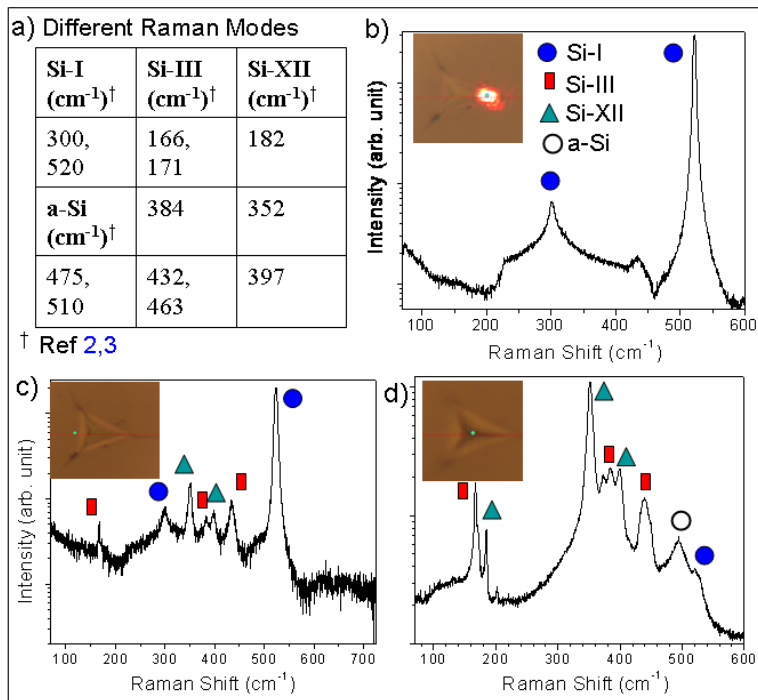 a) Different Raman Modes
Si-I (cm⁻¹)† Si-III (cm⁻¹)† Si-XII (cm⁻¹)†
300, 520 166, 171 182
a-Si (cm⁻¹)† 384 352
475, 510 432, 463 397
† Ref 2,3
b)
Si-I
Si-III
Si-XII
a-Si
Intensity (arb. unit)
100 200 300 400 500 600
Raman Shift (cm⁻¹)
c)
Intensity (arb. unit)
100 200 300 400 500 600 700
Raman Shift (cm⁻¹)
d)
100 200 300 400 500 600
Raman Shift (cm⁻¹)